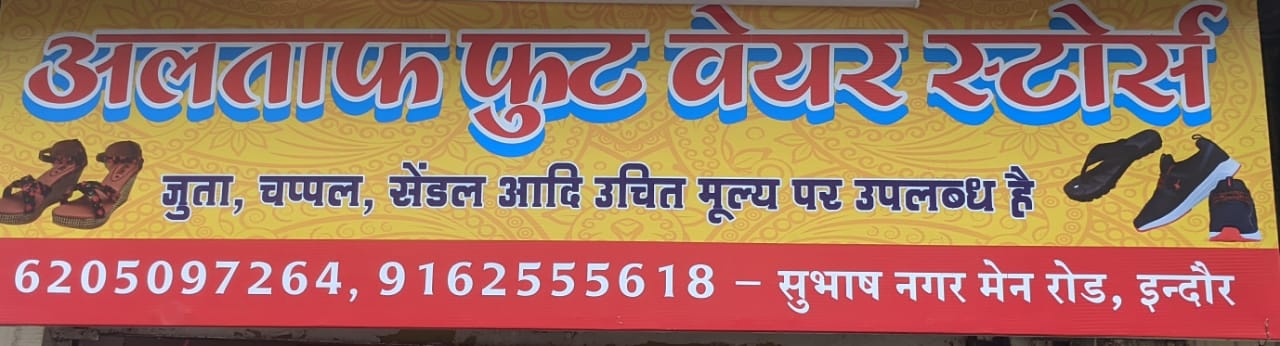 अलताफ फुट वेयर स्टोर्स
जुता, चप्पल, सेंडल आदि उचित मूल्य पर उपलब्ध है
6205097264, 9162555618 – सुभाष नगर मेन रोड, इन्दौर